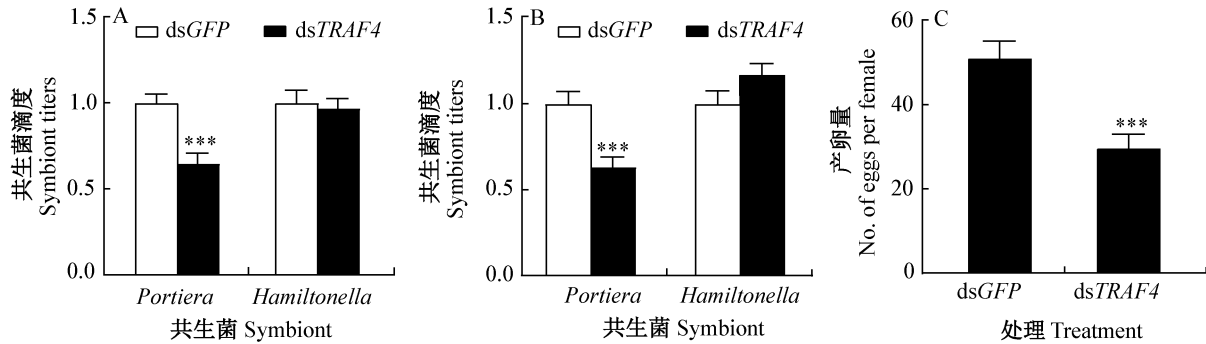 A
1.5
1.0
0.5
0.0
共生菌滴度
Symbiont titers
dsGFP
dsTRAF4
***
Portiera
Hamiltonella
共生菌 Symbiont
B
1.5
1.0
0.5
0.0
共生菌滴度
Symbiont titers
dsGFP
dsTRAF4
***
Portiera
Hamiltonella
共生菌 Symbiont
C
60
40
20
0
产卵量
No. of eggs per female
***
dsGFP
dsTRAF4
处理 Treatment